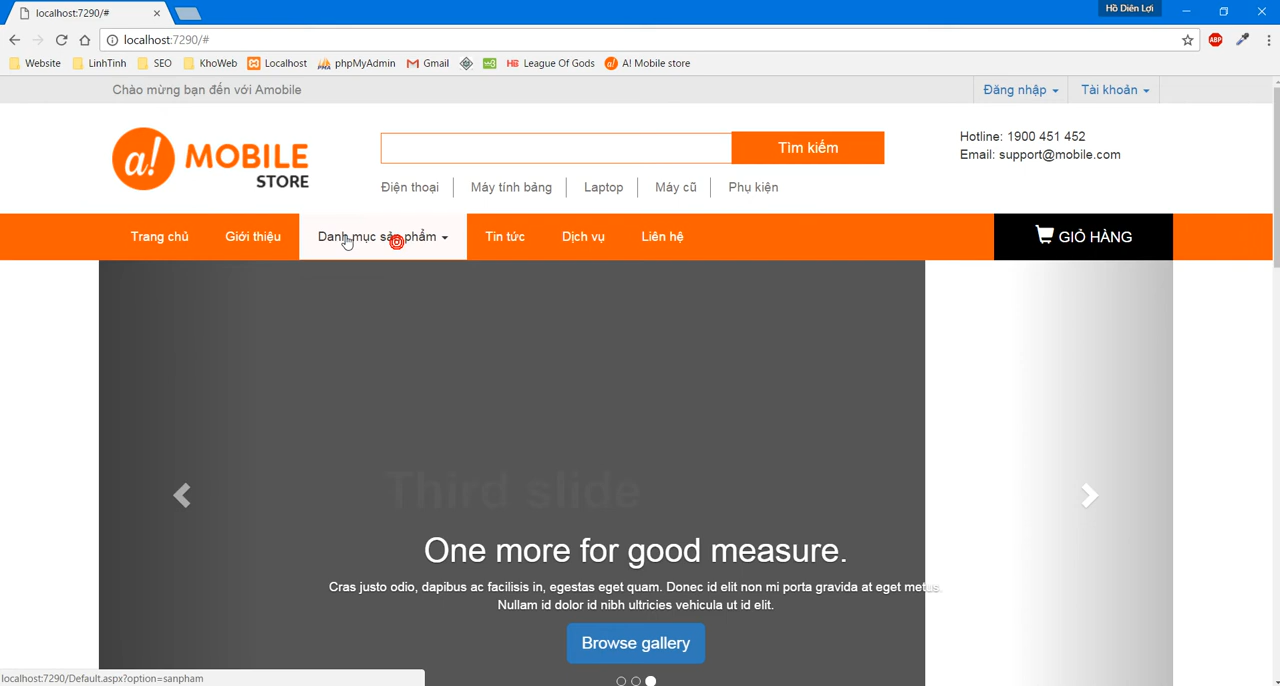 localhost:7290/#
Hồ Diên Lợi
localhost:7290/#
ABP
Website LinhTinh SEO KhoWeb Localhost phpMyAdmin Gmail League Of Gods A! Mobile store
Chào mừng bạn đến với Amobile
Đăng nhập Tài khoản
a! MOBILE
STORE
Tìm kiếm
Hotline: 1900 451 452
Email: support@mobile.com
Điện thoại Máy tính bảng Laptop Máy cũ Phụ kiện
Trang chủ Giới thiệu Danh mục sản phẩm Tin tức Dịch vụ Liên hệ GIỎ HÀNG
Third slide
One more for good measure.
Cras justo odio, dapibus ac facilisis in, egestas eget quam. Donec id elit non mi porta gravida at eget metus.
Nullam id dolor id nibh ultricies vehicula ut id elit.
Browse gallery
localhost:7290/Default.aspx?option=sanpham